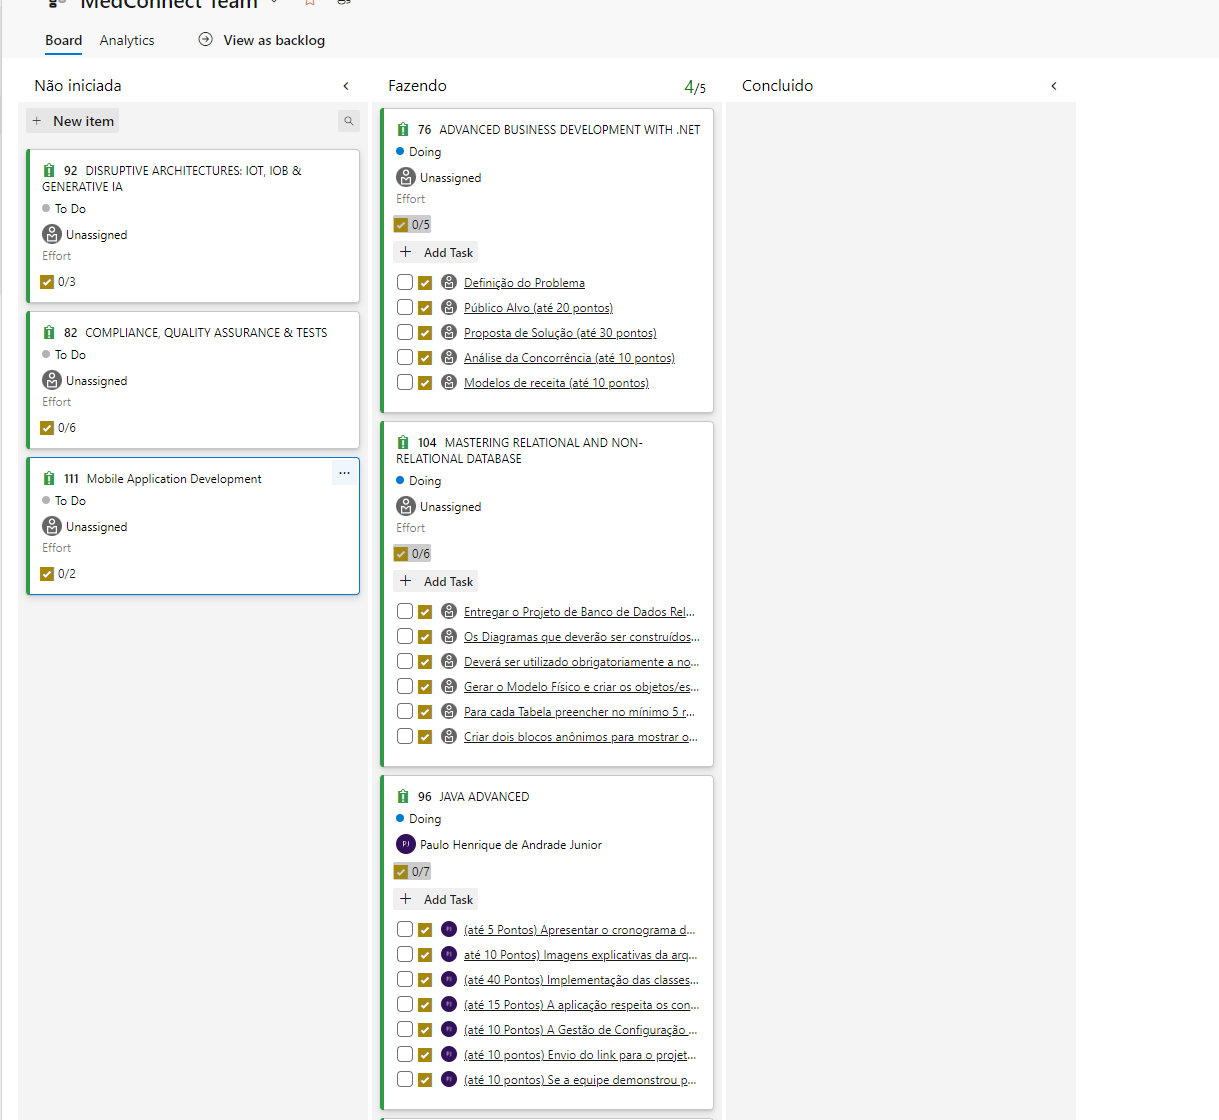 MedConnect Team
Board Analytics View as backlog
Não iniciada
New item
92 DISRUPTIVE ARCHITECTURES: IOT, IOB &
GENERATIVE IA
To Do
Unassigned
Effort
0/3
82 COMPLIANCE, QUALITY ASSURANCE & TESTS
To Do
Unassigned
Effort
0/6
111 Mobile Application Development
...
To Do
Unassigned
Effort
0/2
Fazendo 4/5
76 ADVANCED BUSINESS DEVELOPMENT WITH .NET
Doing
Unassigned
Effort
0/5
+ Add Task
Definição do Problema
Público Alvo (até 20 pontos)
Proposta de Solução (até 30 pontos)
Análise da Concorrência (até 10 pontos)
Modelos de receita (até 10 pontos)
104 MASTERING RELATIONAL AND NON-
RELATIONAL DATABASE
Doing
Unassigned
Effort
0/6
+ Add Task
Entregar o Projeto de Banco de Dados Rel...
Os Diagramas que deverão ser construídos...
Deverá ser utilizado obrigatoriamente a no...
Gerar o Modelo Físico e criar os objetos/es...
Para cada Tabela preencher no mínimo 5 r...
Criar dois blocos anônimos para mostrar o...
96 JAVA ADVANCED
Doing
PJ Paulo Henrique de Andrade Junior
0/7
+ Add Task
(até 5 Pontos) Apresentar o cronograma d...
até 10 Pontos) Imagens explicativas da arq...
(até 40 Pontos) Implementação das classes...
(até 15 Pontos) A aplicação respeita os con...
(até 10 Pontos) A Gestão de Configuração ...
(até 10 pontos) Envio do link para o projet...
(até 10 pontos) Se a equipe demonstrou p...
Concluido